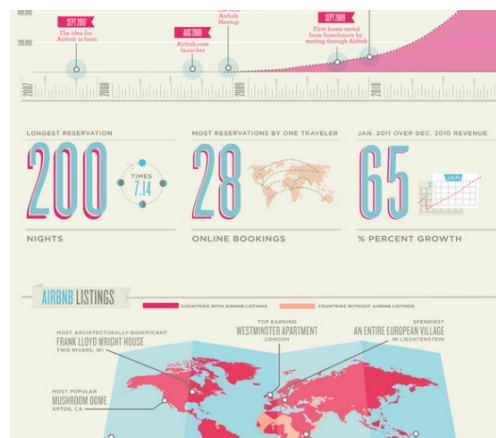 400,000
200,000
SEPT 2007
The idea for
Airbnb is born
AUG 2008
Airbnb.com
launches
Airbnb
Meetup
SEPT 2009
First home saved
from foreclosure by
renting through Airbnb
2007
2008
2009
2010
LONGEST RESERVATION
200
TIMES
7.14
NIGHTS
MOST RESERVATIONS BY ONE TRAVELER
28
ONLINE BOOKINGS
JAN. 2011 OVER DEC. 2010 REVENUE
65
JAN
% PERCENT GROWTH
AIRBNB LISTINGS
COUNTRIES WITH AIRBNB LISTINGS
COUNTRIES WITHOUT AIRBNB LISTINGS
MOST ARCHITECTURALLY-SIGNIFICANT
FRANK LLOYD WRIGHT HOUSE
TWO RIVERS, WI
TOP EARNING
WESTMINSTER APARTMENT
LONDON
SPENDIEST
AN ENTIRE EUROPEAN VILLAGE
IN LIECHTENSTEIN
MOST POPULAR
MUSHROOM DOME
APTOS, CA